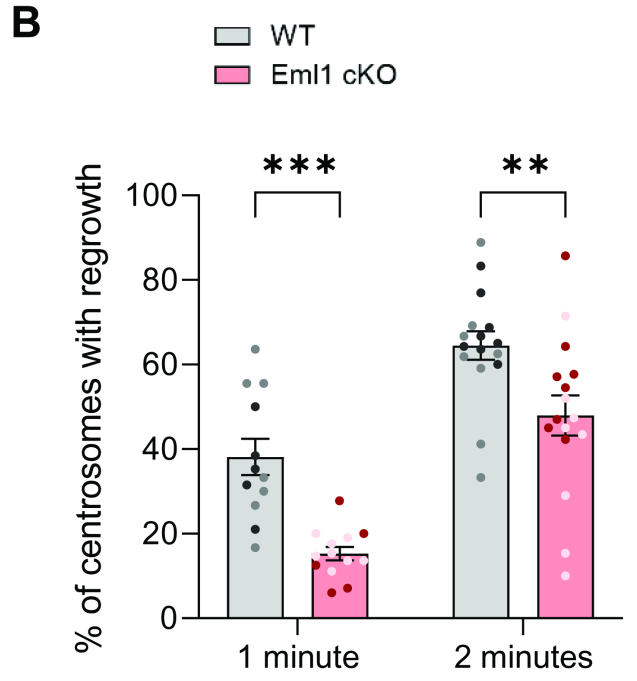 B
WT
Eml1 cKO
% of centrosomes with regrowth
*** **
100
80
60
40
20
0
1 minute 2 minutes